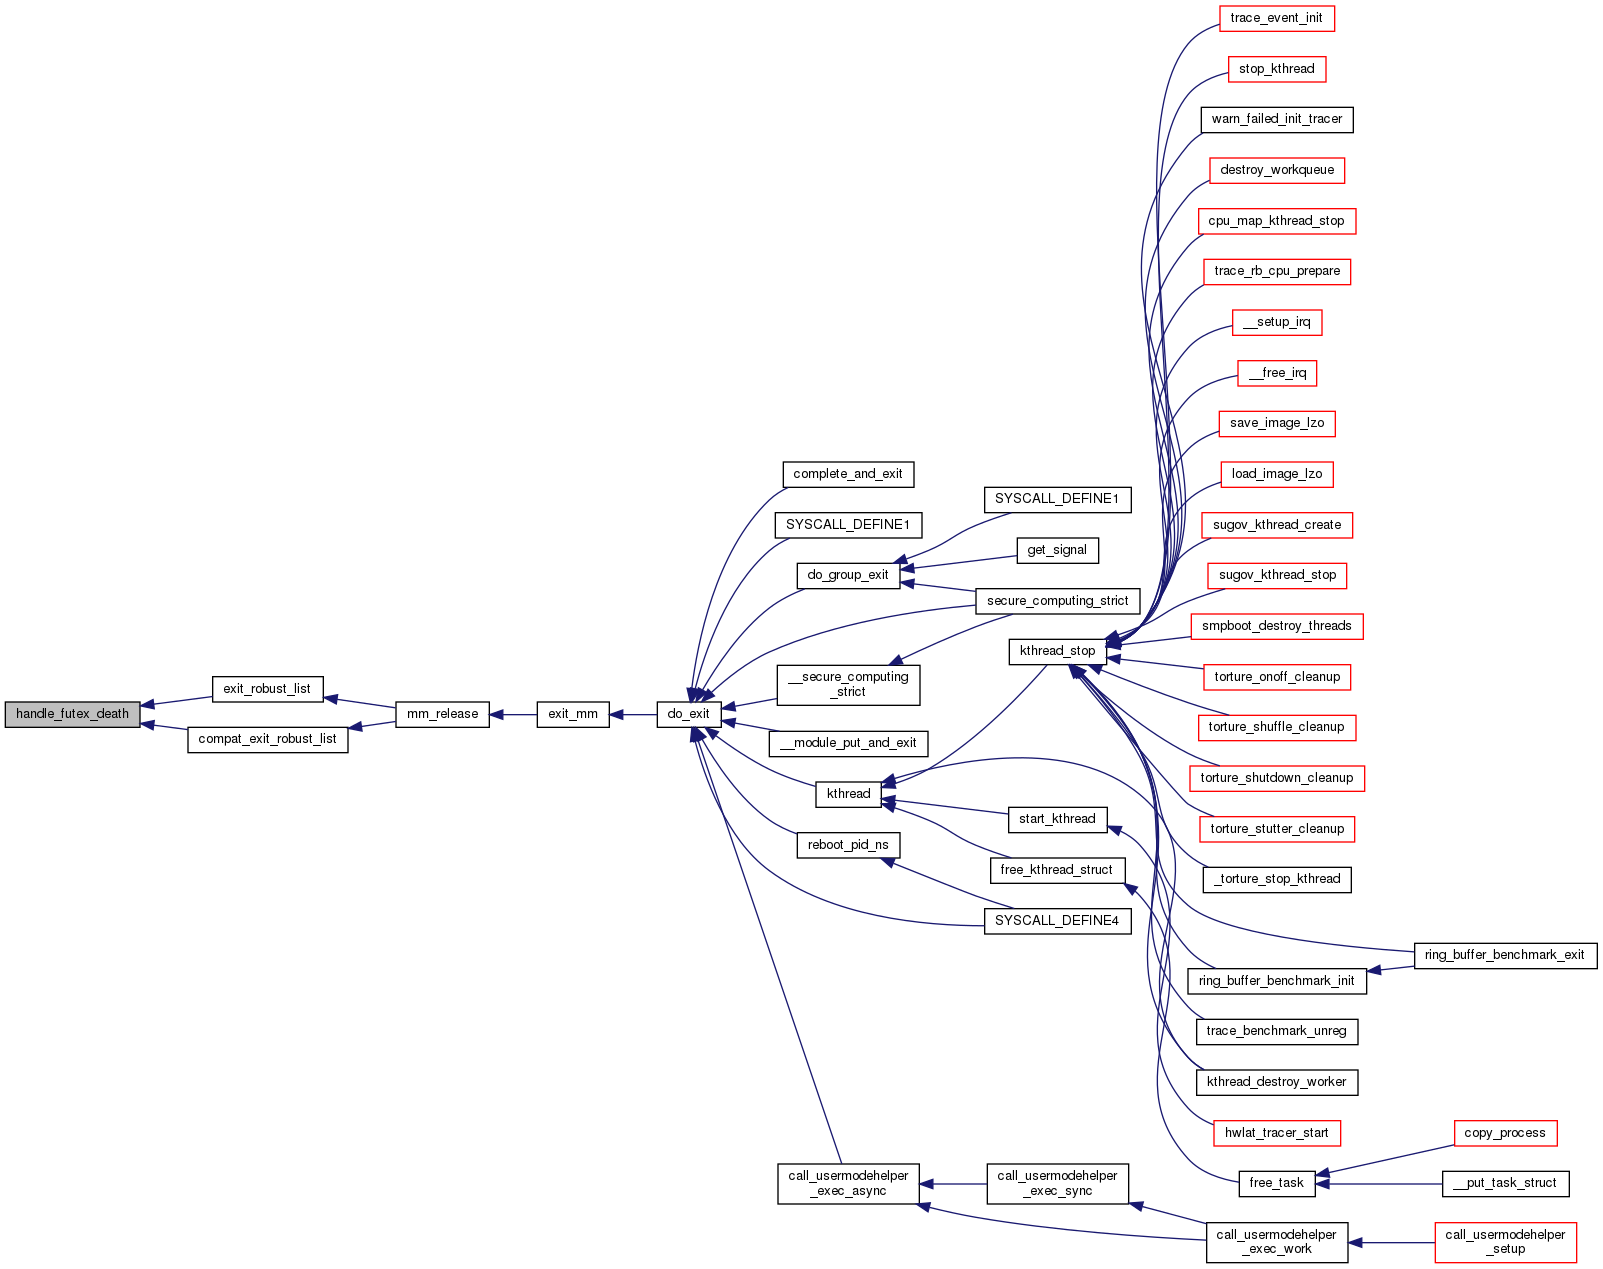 trace_event_init
stop_kthread
warn_failed_init_tracer
destroy_workqueue
cpu_map_kthread_stop
trace_rb_cpu_prepare
__setup_irq
__free_irq
save_image_lzo
load_image_lzo
complete_and_exit
SYSCALL_DEFINE1
SYSCALL_DEFINE1
sugov_kthread_create
get_signal
do_group_exit
sugov_kthread_stop
secure_computing_strict
smpboot_destroy_threads
kthread_stop
torture_onoff_cleanup
__secure_computing
_strict
exit_robust_list
handle_futex_death
mm_release
exit_mm
do_exit
torture_shuffle_cleanup
compat_exit_robust_list
__module_put_and_exit
torture_shutdown_cleanup
kthread
start_kthread
torture_stutter_cleanup
reboot_pid_ns
free_kthread_struct
_torture_stop_kthread
SYSCALL_DEFINE4
ring_buffer_benchmark_exit
ring_buffer_benchmark_init
trace_benchmark_unreg
kthread_destroy_worker
hwlat_tracer_start
copy_process
call_usermodehelper
_exec_async
call_usermodehelper
_exec_sync
free_task
__put_task_struct
call_usermodehelper
_exec_work
call_usermodehelper
_setup